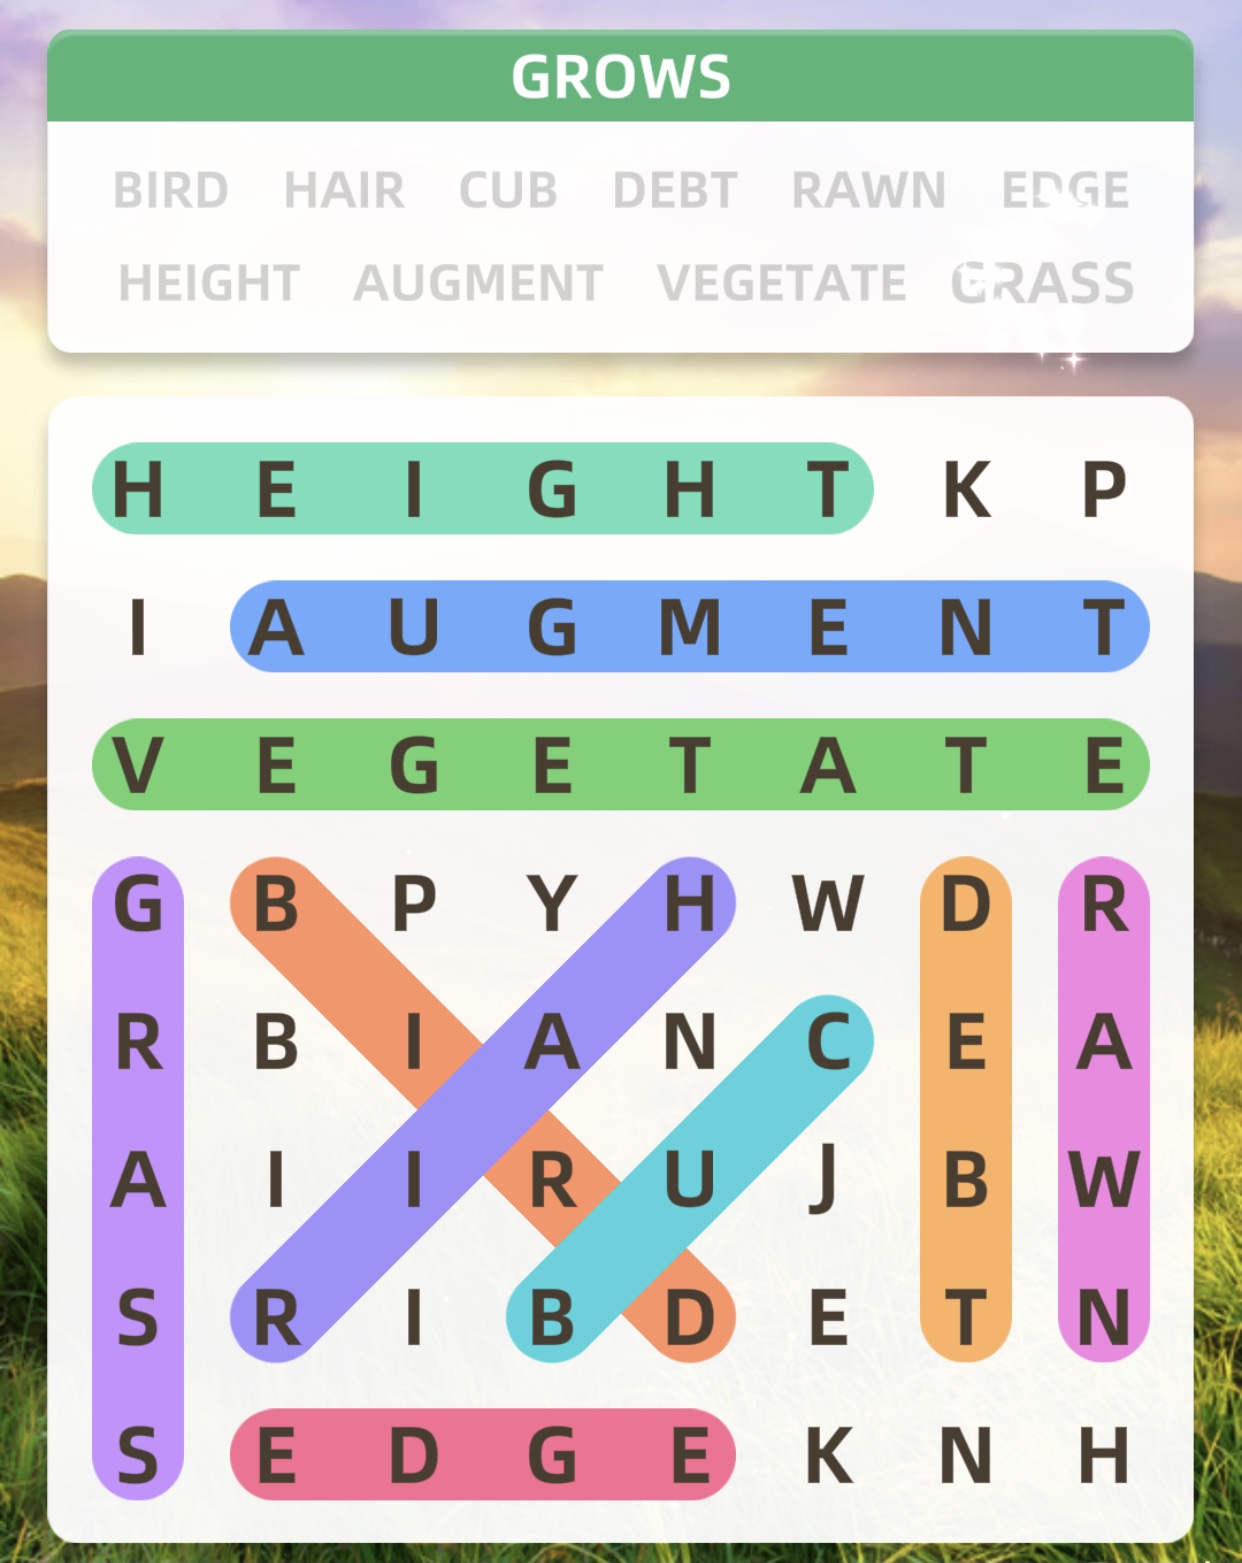 GROWS
BIRD HAIR CUB DEBT RAWN EDGE
HEIGHT AUGMENT VEGETATE GRASS
H E I G H T K P
I A U G M E N T
V E G E T A T E
G B P Y H W D R
R B I A N C E A
A I I R U J B W
S R I B D E T N
S E D G E K N H